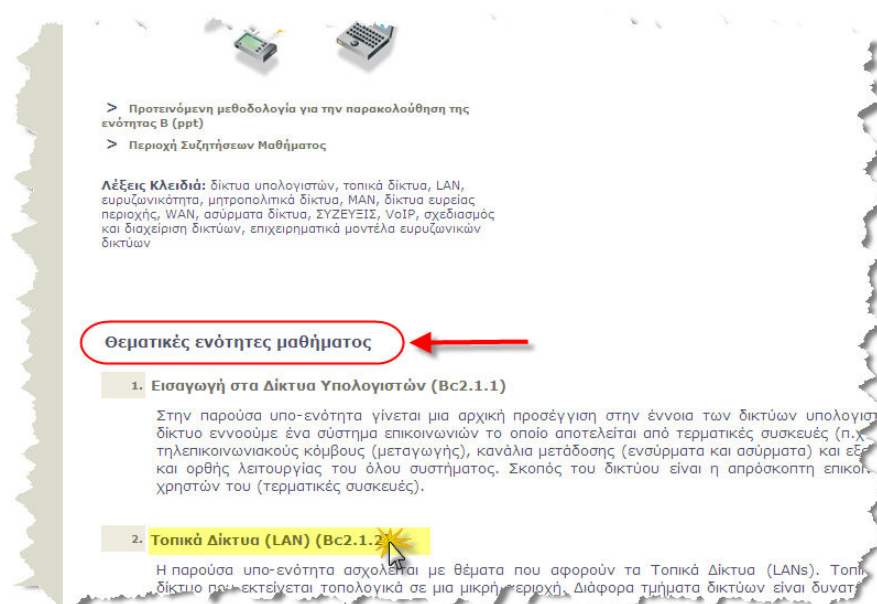 > Προτεινόμενη μεθοδολογία για την παρακολούθηση της
ενότητας Β (ppt)
> Περιοχή Συζητήσεων Μαθήματος
Λέξεις Κλειδιά: δίκτυα υπολογιστών, τοπικά δίκτυα, LAN,
ευρυζωνικότητα, μητροπολιτικά δίκτυα, MAN, δίκτυα ευρείας
περιοχής, WAN, ασύρματα δίκτυα, ΣΥΖΕΥΞΙΣ, VoIP, σχεδιασμός
και διαχείριση δικτύων, επιχειρηματικά μοντέλα ευρυζωνικών
δικτύων
Θεματικές ενότητες μαθήματος
1. Εισαγωγή στα Δίκτυα Υπολογιστών (Bc2.1.1)
Στην παρούσα υπο-ενότητα γίνεται μια αρχική προσέγγιση στην έννοια των δικτύων
δίκτυο εννοούμε ένα σύστημα επικοινωνιών το οποίο αποτελείται από τερματικές συσκευές
τηλεπικοινωνιακούς κόμβους (μεταγωγής), κανάλια μετάδοσης (ενσύρματα και ασύρματα) και
και ορθής λειτουργίας του όλου συστήματος. Σκοπός του δικτύου είναι η απρόσκοπτη
χρηστών του (τερματικές συσκευές).
2. Τοπικά Δίκτυα (LAN) (Bc2.1.2
Η παρούσα υπο-ενότητα ασχολείται με θέματα που αφορούν τα Τοπικά Δίκτυα (LANs).
δίκτυο που εκτείνεται τοπολογικά σε μια μικρή περιοχή. Διάφορα τμήματα δικτύων είναι